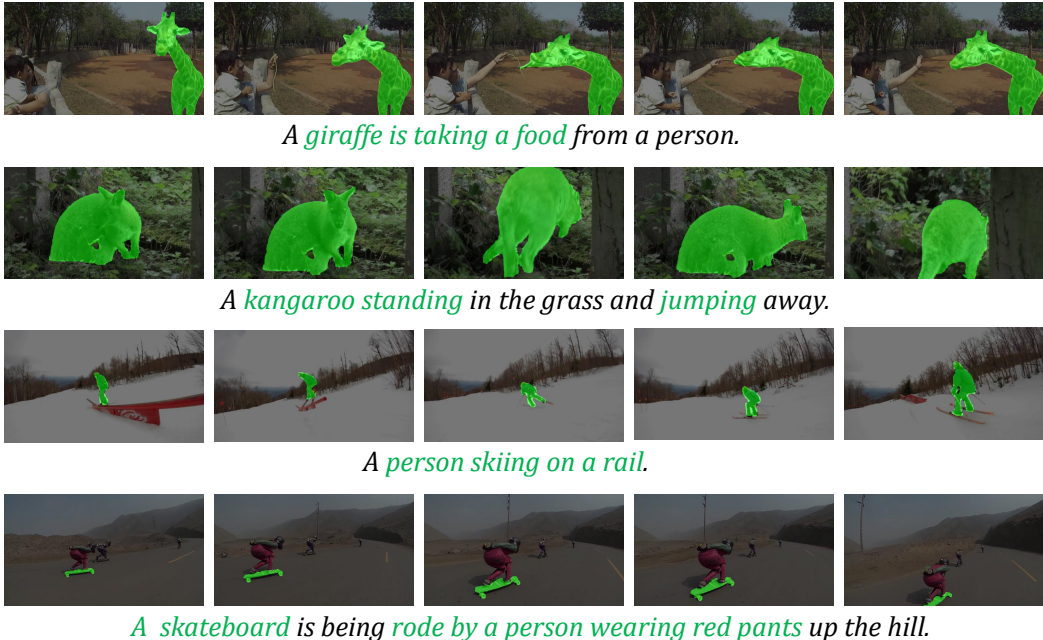 A giraffe is taking a food from a person.
A kangaroo standing in the grass and jumping away.
A person skiing on a rail.
A skateboard is being rode by a person wearing red pants up the hill.